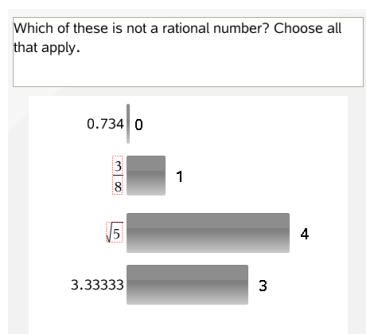 Which of these is not a rational number? Choose all
that apply.
0.734 0
3/8 1
√5 4
3.33333 3